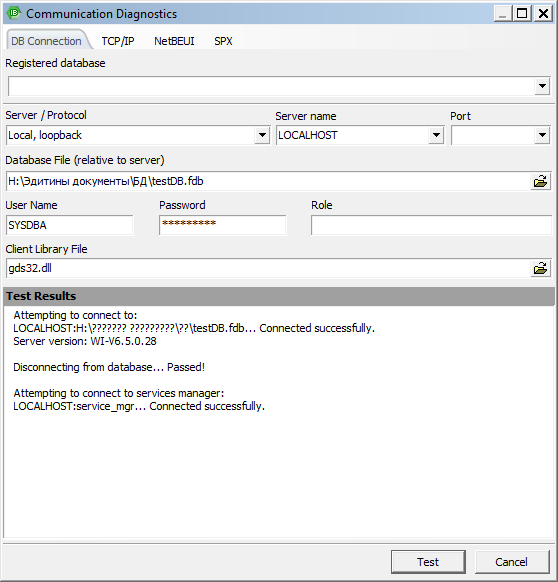 Communication Diagnostics
DB Connection TCP/IP NetBEUI SPX
Registered database
Server / Protocol Server name Port
Local, loopback LOCALHOST
Database File (relative to server)
H:\Эдитины документы\БД\testDB.fdb
User Name Password Role
SYSDBA *********
Client Library File
gds32.dll
Test Results
Attempting to connect to:
LOCALHOST:H:\??????? ?????????\??\testDB.fdb... Connected successfully.
Server version: WI-V6.5.0.28
Disconnecting from database... Passed!
Attempting to connect to services manager:
LOCALHOST:service_mgr... Connected successfully.
Test Cancel